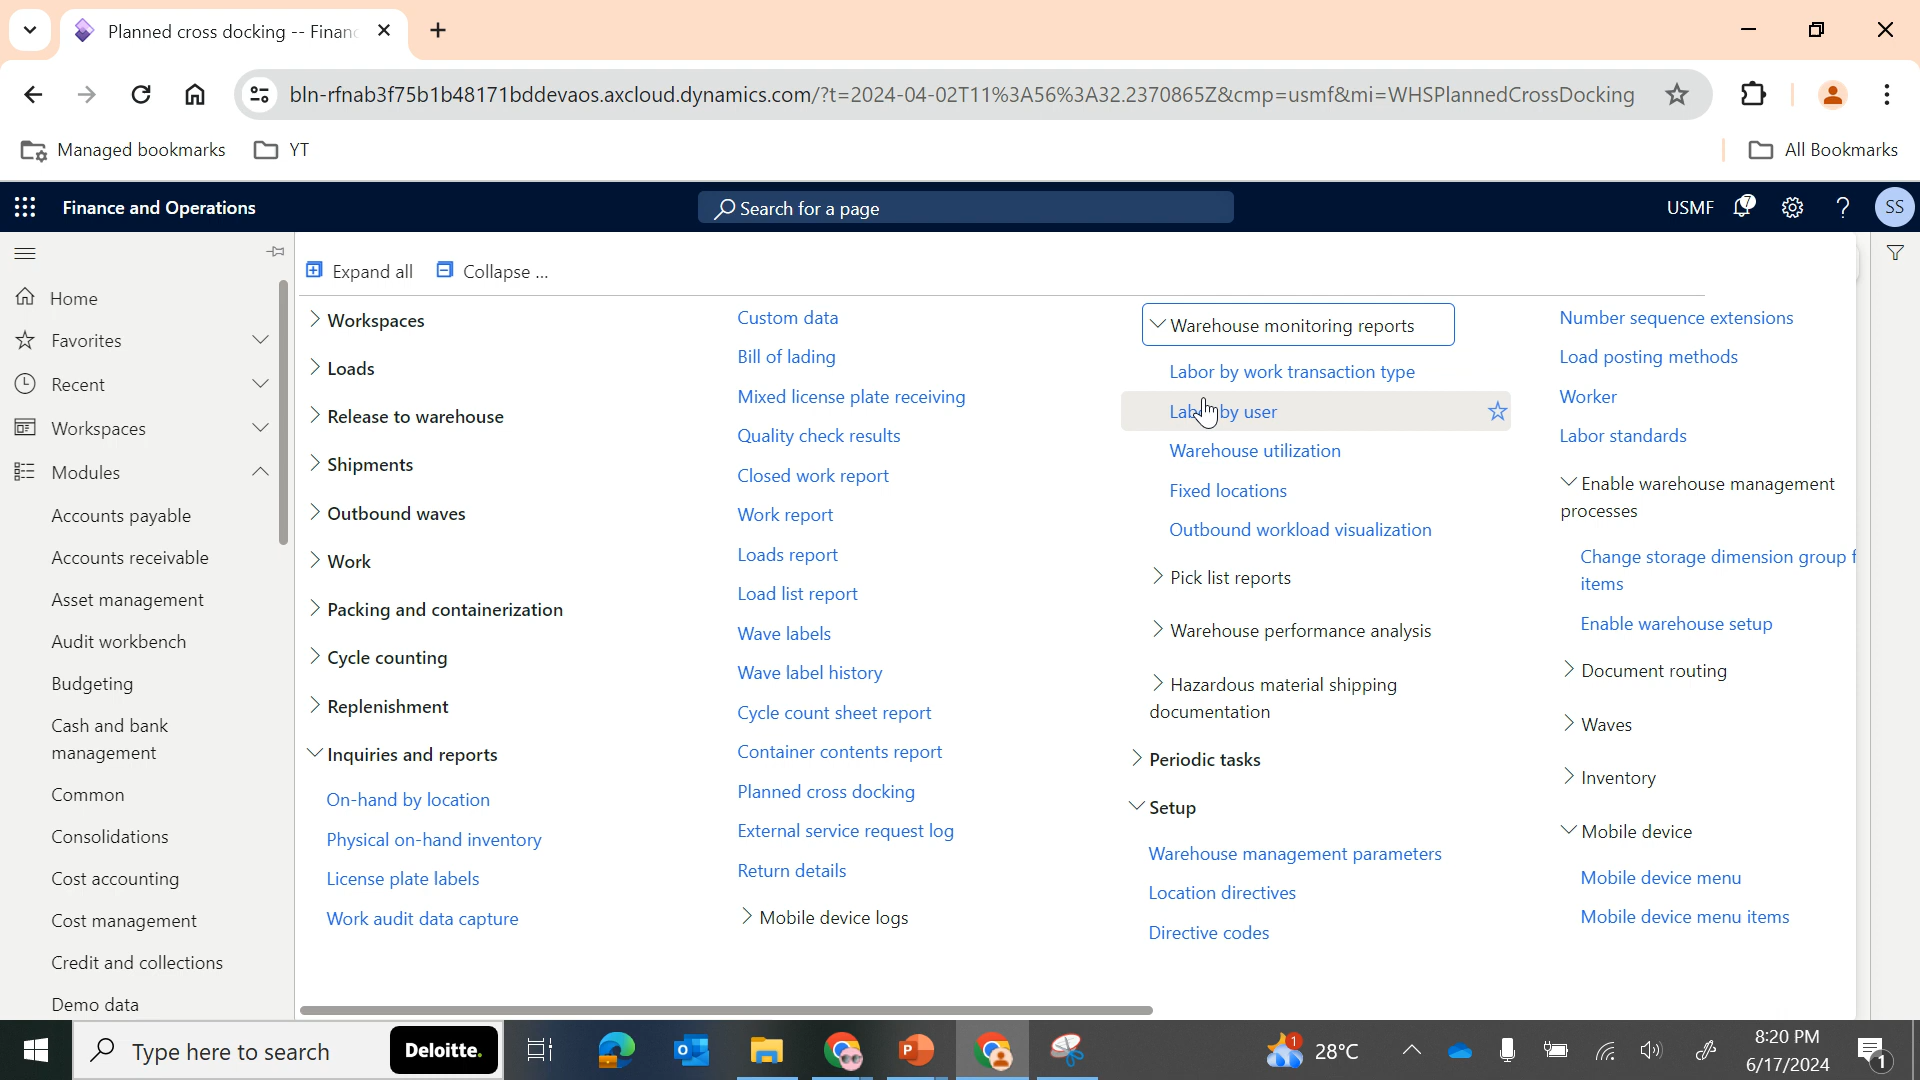 Planned cross docking -- Finan
bln-rfnab3f75b1b48171bddevaos.axcloud.dynamics.com/?t=2024-04-02T11%3A56%3A32.2370865Z&cmp=usmf&mi=WHSPlannedCrossDocking
Managed bookmarks
YT
All Bookmarks
Finance and Operations
Search for a page
USMF
7
?
SS
Home
Favorites
Recent
Workspaces
Modules
Accounts payable
Accounts receivable
Asset management
Audit workbench
Budgeting
Cash and bank
management
Common
Consolidations
Cost accounting
Cost management
Credit and collections
Demo data
Expand all
Collapse ...
Workspaces
Loads
Release to warehouse
Shipments
Outbound waves
Work
Packing and containerization
Cycle counting
Replenishment
Inquiries and reports
On-hand by location
Physical on-hand inventory
License plate labels
Work audit data capture
Custom data
Bill of lading
Mixed license plate receiving
Quality check results
Closed work report
Work report
Loads report
Load list report
Wave labels
Wave label history
Cycle count sheet report
Container contents report
Planned cross docking
External service request log
Return details
Mobile device logs
Warehouse monitoring reports
Labor by work transaction type
Labor by user
Warehouse utilization
Fixed locations
Outbound workload visualization
Pick list reports
Warehouse performance analysis
Hazardous material shipping
documentation
Periodic tasks
Setup
Warehouse management parameters
Location directives
Directive codes
Number sequence extensions
Load posting methods
Worker
Labor standards
Enable warehouse management
processes
Change storage dimension group f
items
Enable warehouse setup
Document routing
Waves
Inventory
Mobile device
Mobile device menu
Mobile device menu items
Type here to search
Deloitte.
1
28°C
8:20 PM
6/17/2024
1